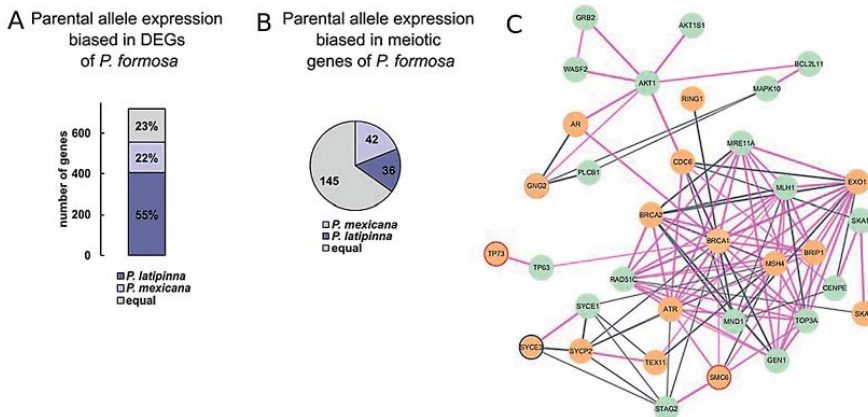 A Parental allele expression
biased in DEGs
of P. formosa
number of genes
600
400
200
0
23%
22%
55%
P. latipinna
P. mexicana
equal
B Parental allele expression
biased in meiotic
genes of P. formosa
42
36
145
P. mexicana
P. latipinna
equal
C
GRB2
AKT1S1
WASF2
AKT1
BCL2L11
MAPK10
RING1
AR
MRE11A
PLCB1
CDC6
GNG2
MLH1
EXO1
BRCA2
SKA1
BRCA1
TP73
TP63
MSH4
BRIP1
RAD51C
CENPE
SYCE1
ATR
MND1
TOP3A
SKA
SYCE3
SYCP2
TEX11
GEN1
SMC6
STAG2